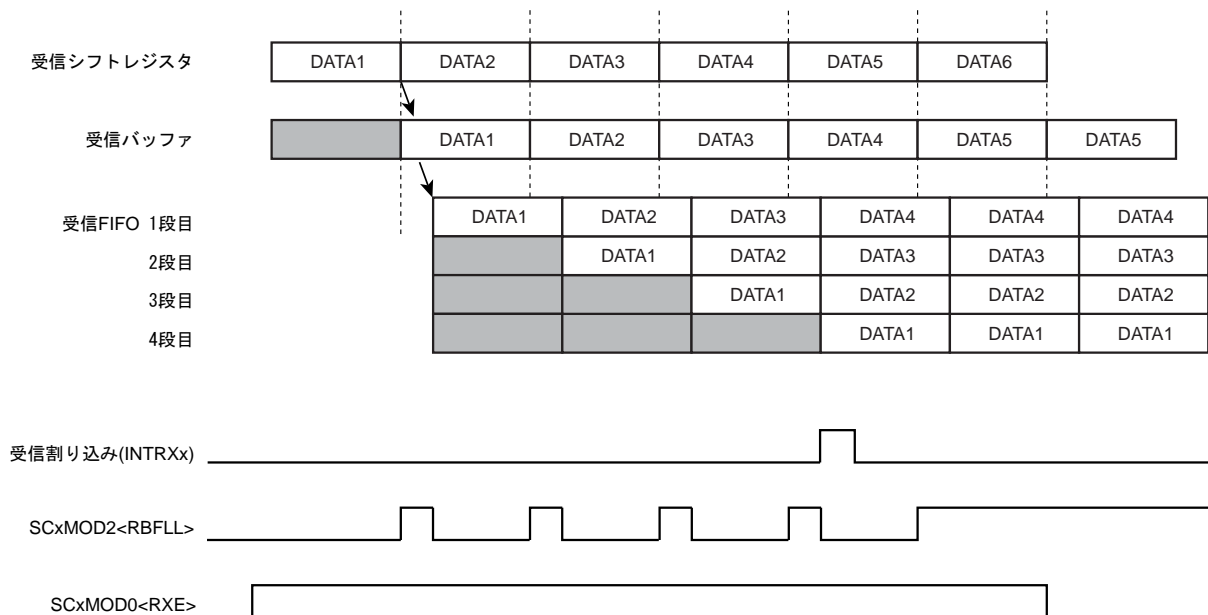 受信シフトレジスタ DATA1 DATA2 DATA3 DATA4 DATA5 DATA6
受信バッファ DATA1 DATA2 DATA3 DATA4 DATA5 DATA5
受信FIFO 1段目 DATA1 DATA2 DATA3 DATA4 DATA4 DATA4
2段目 DATA1 DATA2 DATA3 DATA3 DATA3
3段目 DATA1 DATA2 DATA2 DATA2
4段目 DATA1 DATA1 DATA1
受信割り込み(INTRXx)
SCxMOD2<RBFLL>
SCxMOD0<RXE>